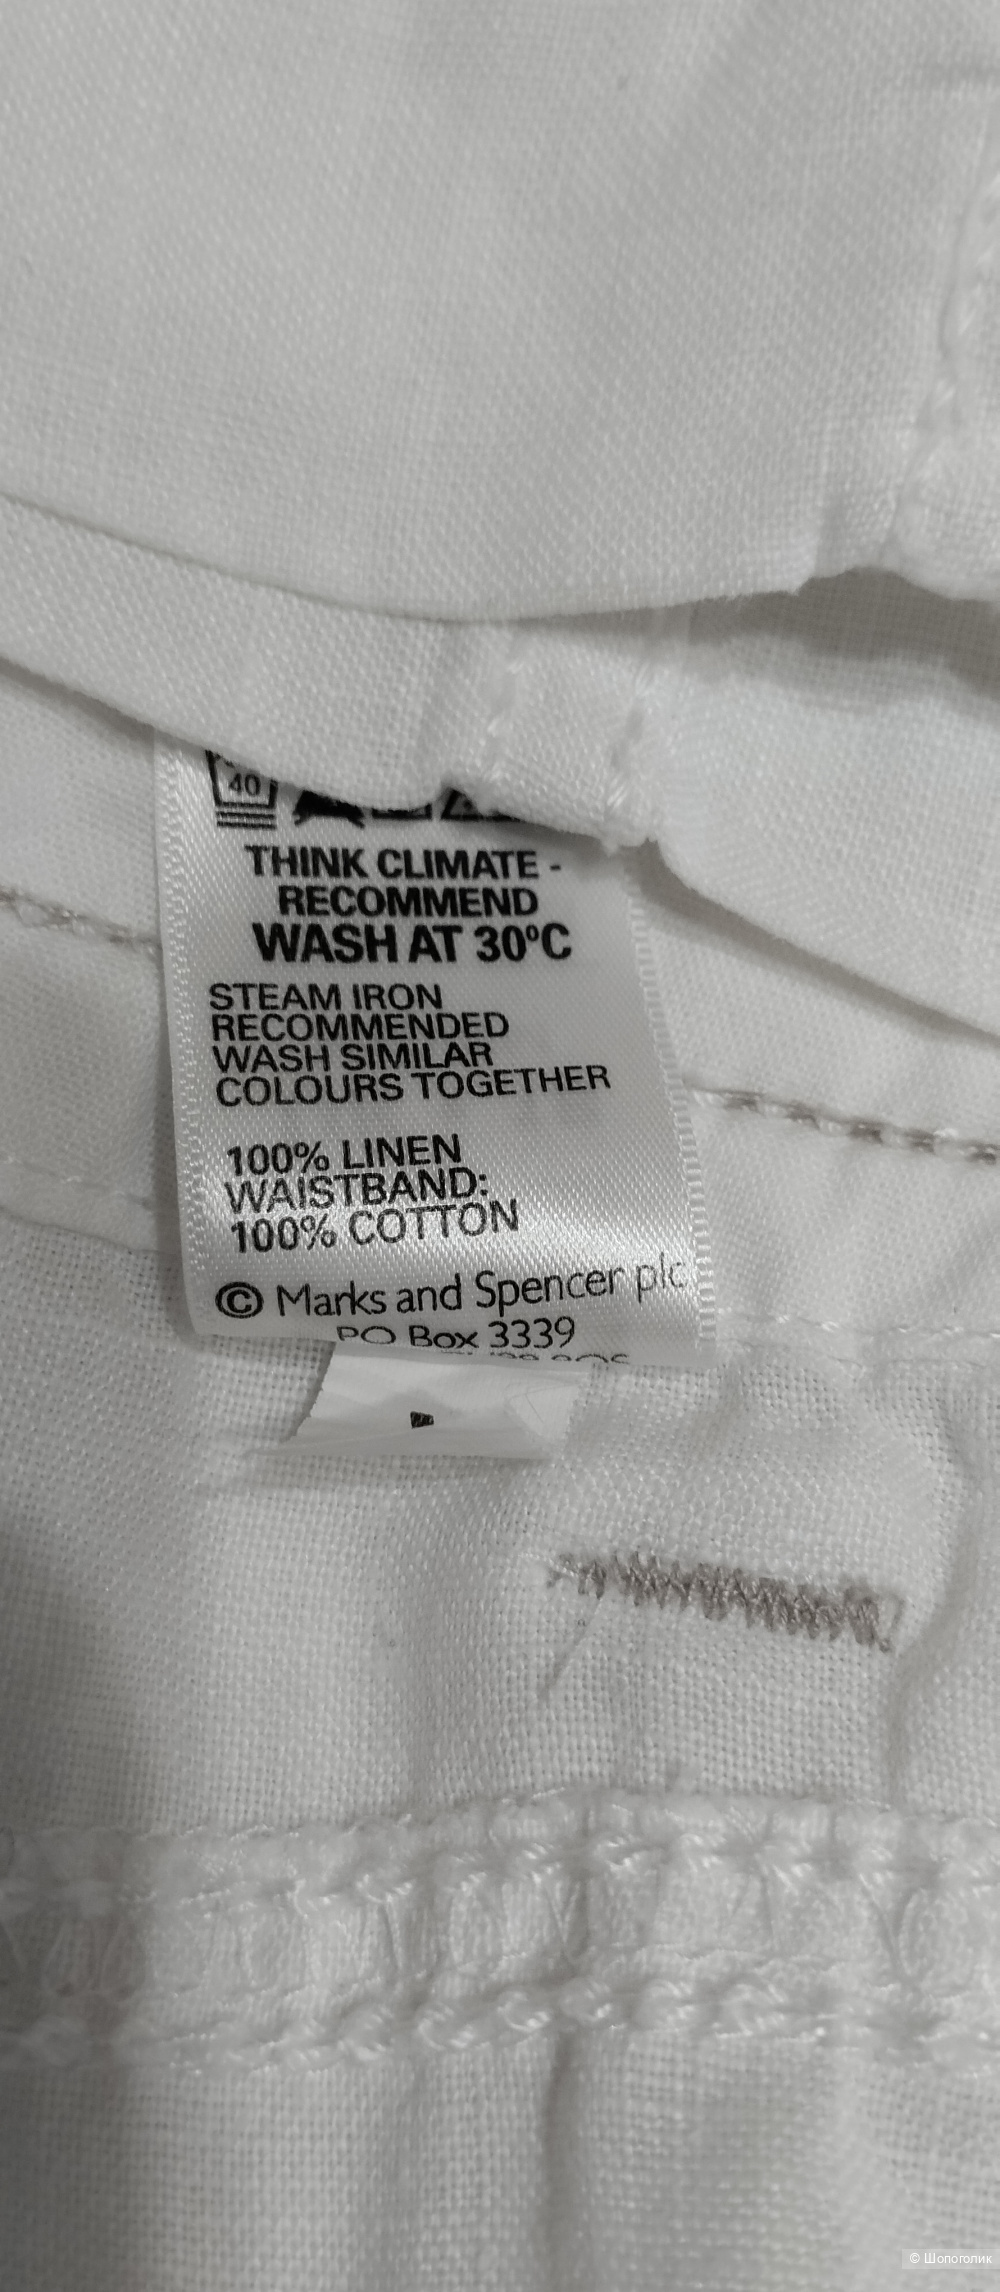 40
THINK CLIMATE -
RECOMMEND
WASH AT 30°C
STEAM IRON
RECOMMENDED
WASH SIMILAR
COLOURS TOGETHER
100% LINEN
WAISTBAND:
100% COTTON
© Marks and Spencer plc
PO Box 3339
© Шопоголик